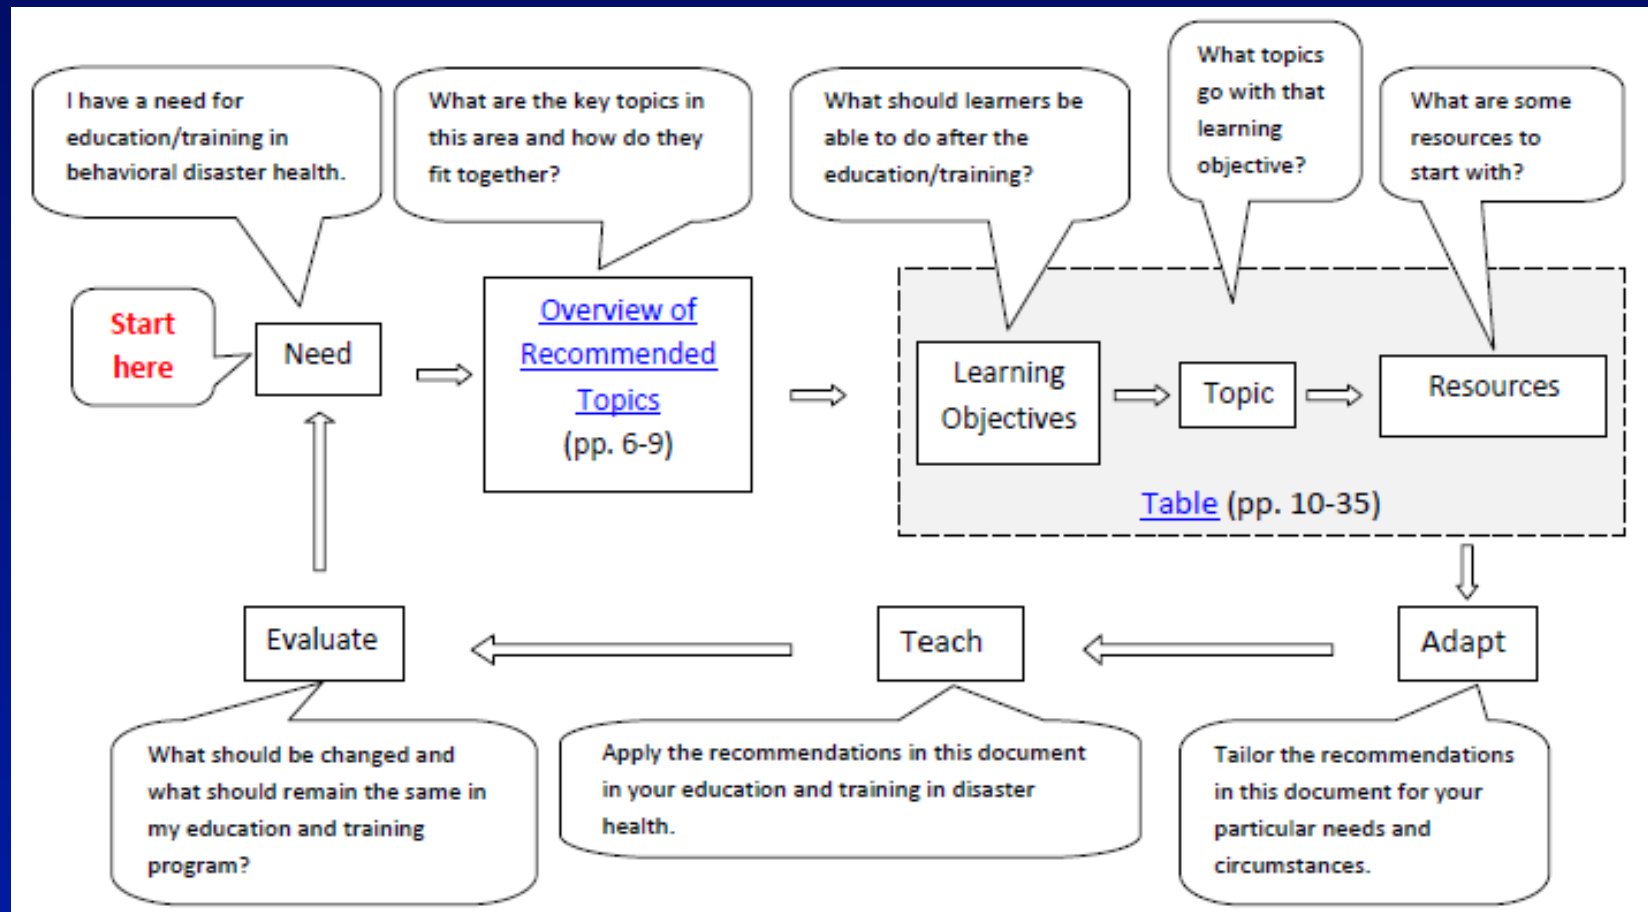 I have a need for
education/training in
behavioral disaster health.
What are the key topics in
this area and how do they
fit together?
What should learners be
able to do after the
education/training?
What topics
go with that
learning
objective?
What are some
resources to
start with?
Start
here
Need
Overview of
Recommended
Topics
(pp. 6-9)
Learning
Objectives
Topic
Resources
Table (pp. 10-35)
Evaluate
Teach
Adapt
What should be changed and
what should remain the same in
my education and training
program?
Apply the recommendations in this document
in your education and training in disaster
health.
Tailor the recommendations
in this document for your
particular needs and
circumstances.